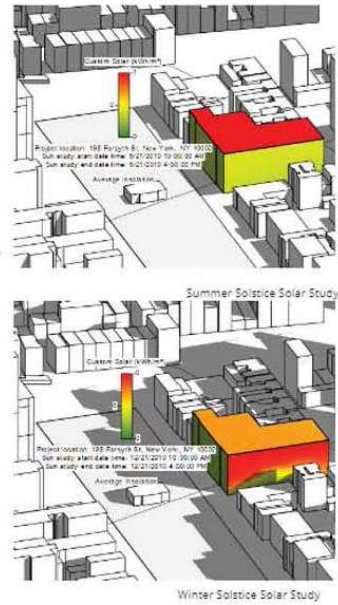 Custom Solar (kWh/m²)
Project location: 193 Forsyth St, New York, NY 10002
Sun study start date time: 6/21/2010 10:00:00 AM
Sun study end date time: 6/21/2010 4:00:00 PM
Average Insolation
Summer Solstice Solar Study
Custom Solar (kWh/m²)
Project location: 193 Forsyth St, New York, NY 10002
Sun study start date time: 12/21/2010 10:00:00 AM
Sun study end date time: 12/21/2010 4:00:00 PM
Average Insolation
Winter Solstice Solar Study